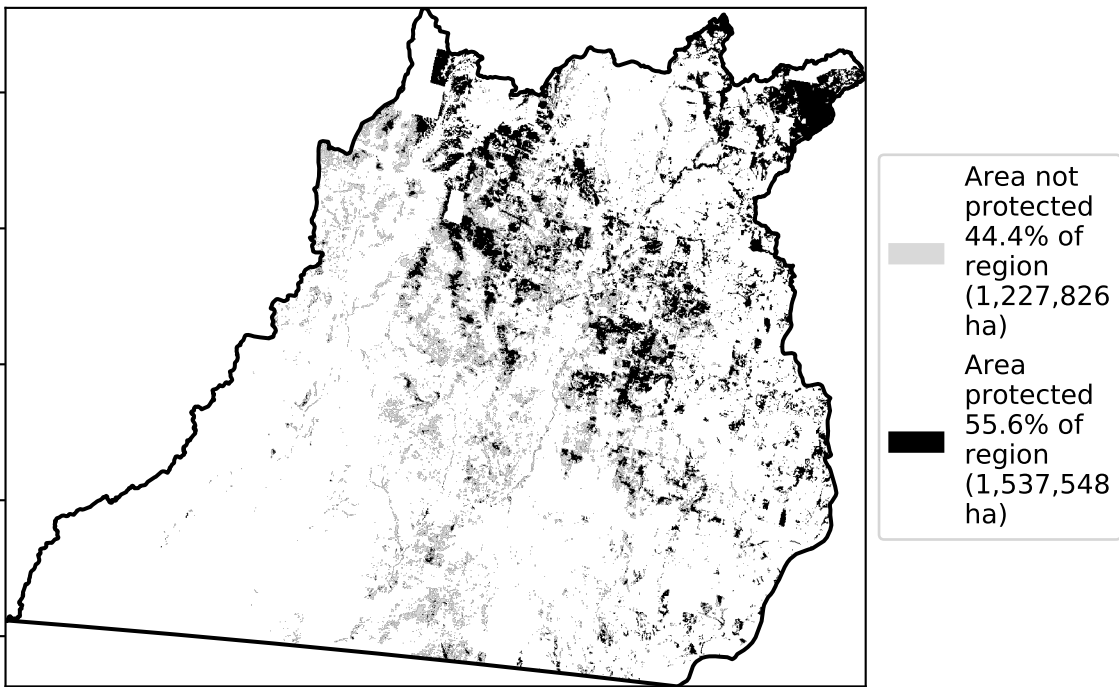 Area not
protected
44.4% of
region
(1,227,826
ha)
Area
protected
55.6% of
region
(1,537,548
ha)